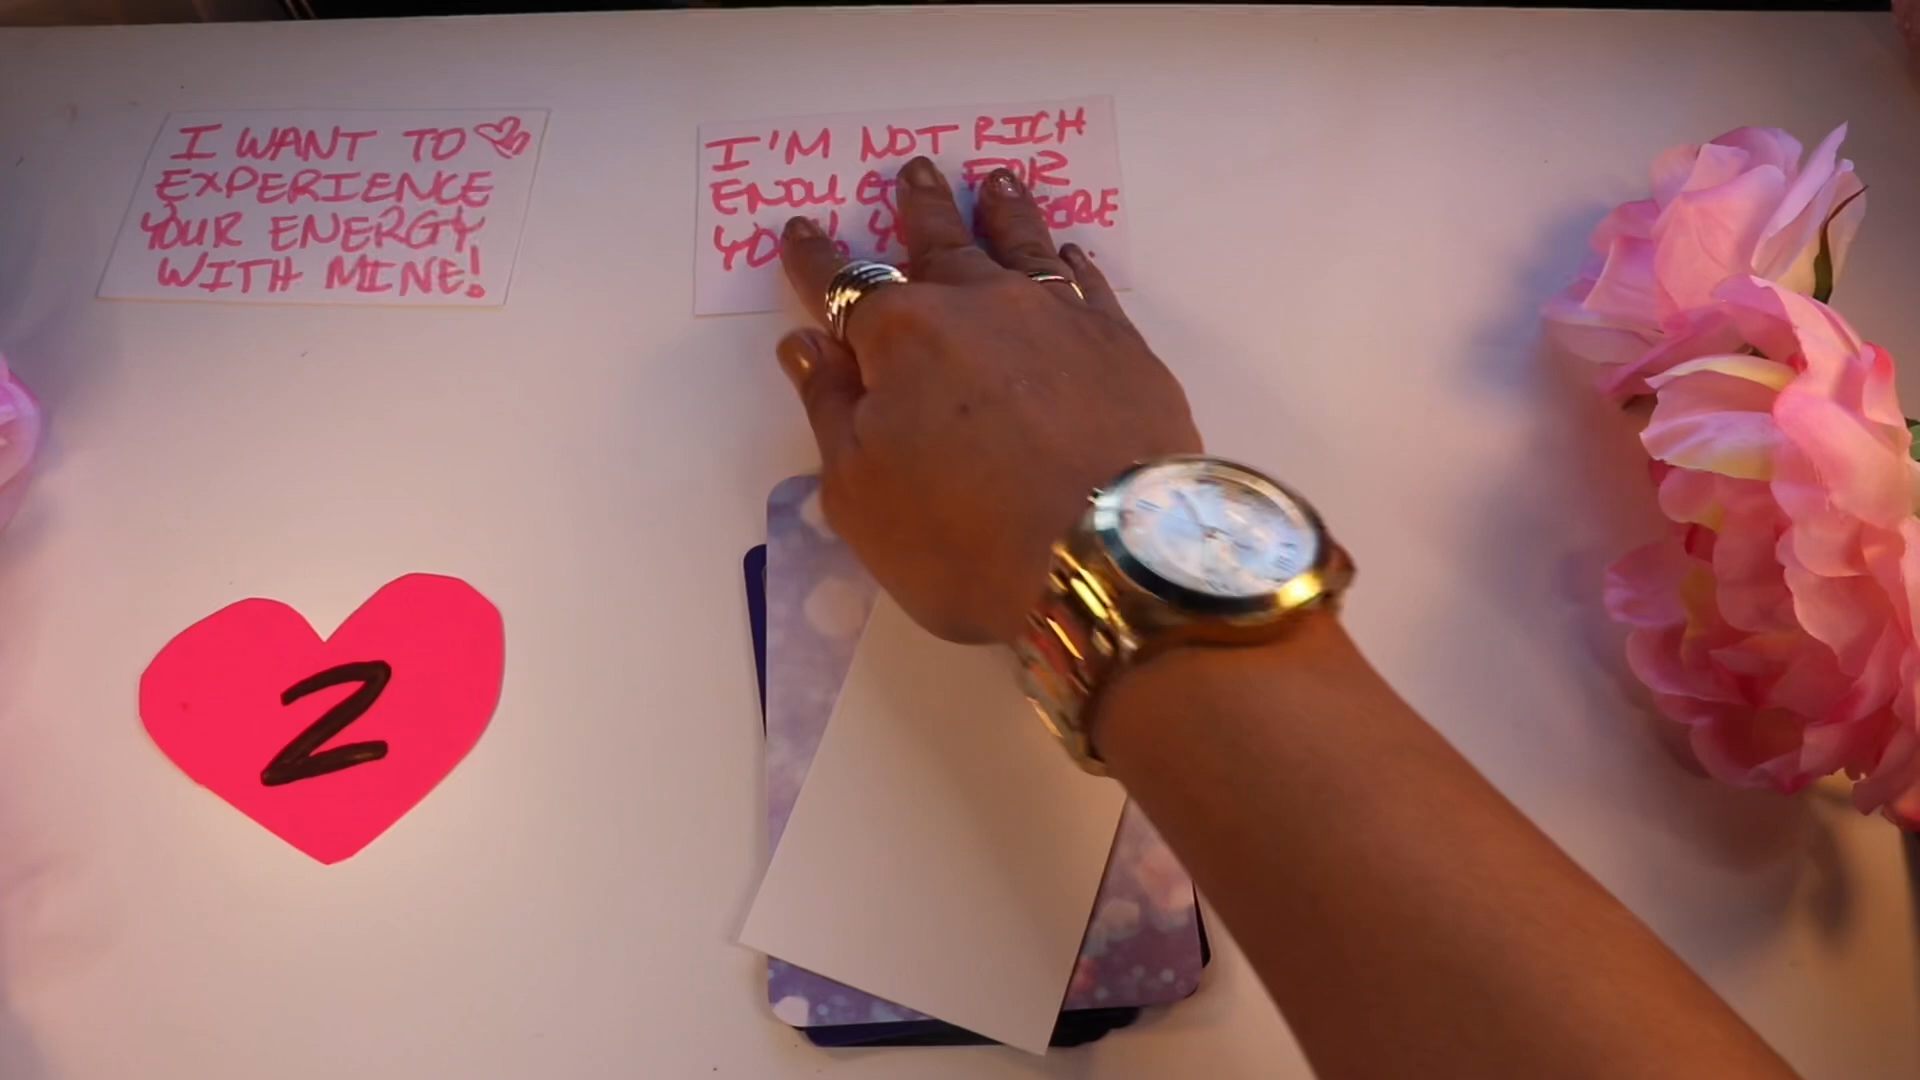 I WANT TO
EXPERIENCE
YOUR ENERGY
WITH MINE!
I'M NOT RICH
FOR
2